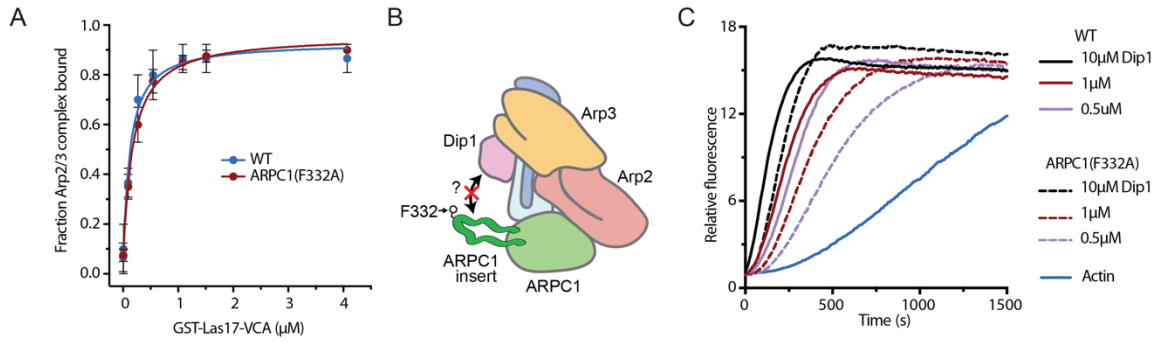 A
Fraction Arp2/3 complex bound
1.0
0.8
0.6
0.4
0.2
0.0
WT
ARPC1(F332A)
0
1
2
3
4
GST-Las17-VCA (µM)
B
Dip1
Arp3
?
Arp2
F332
ARPC1
insert
ARPC1
C
Relative fluorescence
18
12
6
0
0
500
1000
1500
Time (s)
WT
10µM Dip1
1µM
0.5uM
ARPC1(F332A)
10µM Dip1
1µM
0.5µM
Actin